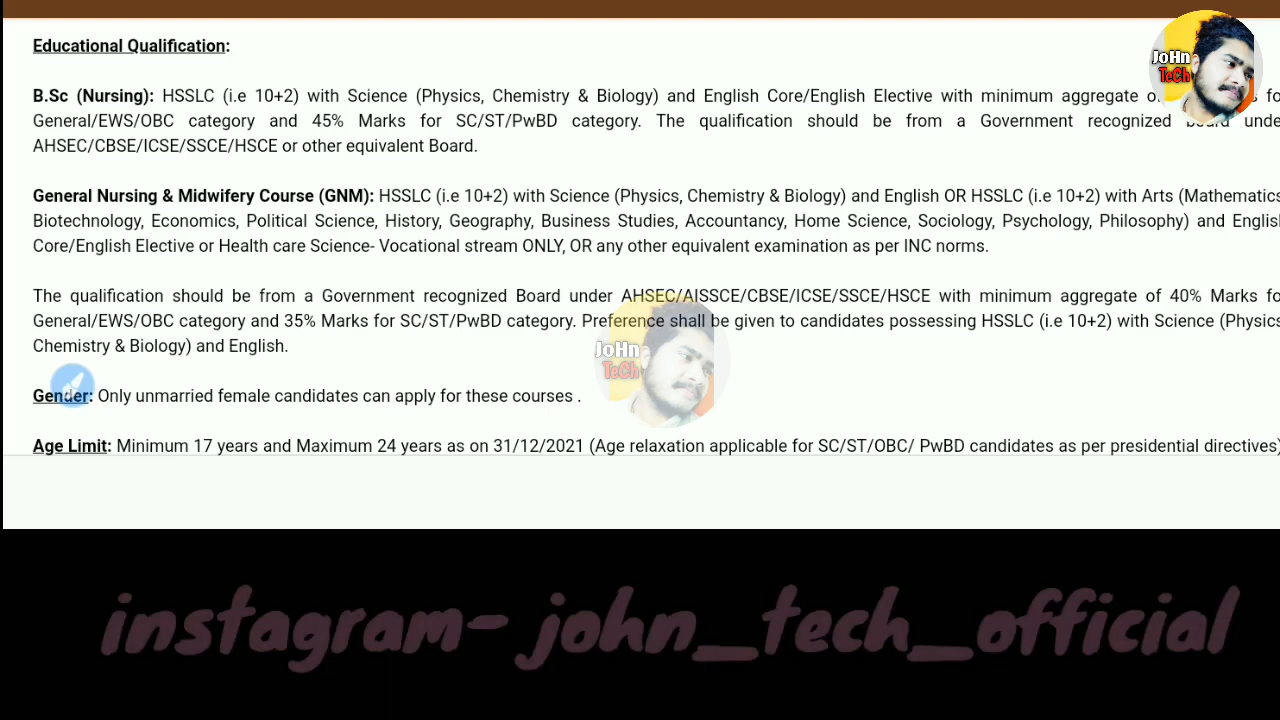 Educational Qualification:
JoHn
TeCh
B.Sc (Nursing): HSSLC (i.e 10+2) with Science (Physics, Chemistry & Biology) and English Core/English Elective with minimum aggregate
General/EWS/OBC category and 45% Marks for SC/ST/PwBD category. The qualification should be from a Government recognized board unde
AHSEC/CBSE/ICSE/SSCE/HSCE or other equivalent Board.
General Nursing & Midwifery Course (GNM): HSSLC (i.e 10+2) with Science (Physics, Chemistry & Biology) and English OR HSSLC (i.e 10+2) with Arts (Mathematics
Biotechnology, Economics, Political Science, History, Geography, Business Studies, Accountancy, Home Science, Sociology, Psychology, Philosophy) and Englis
Core/English Elective or Health care Science- Vocational stream ONLY, OR any other equivalent examination as per INC norms.
The qualification should be from a Government recognized Board under AHSEC/AISSCE/CBSE/ICSE/SSCE/HSCE with minimum aggregate of 40% Marks fo
General/EWS/OBC category and 35% Marks for SC/ST/PwBD category. Preference shall be given to candidates possessing HSSLC (i.e 10+2) with Science (Physics
Chemistry & Biology) and English.
JoHn
TeCh
Gender: Only unmarried female candidates can apply for these courses .
Age Limit: Minimum 17 years and Maximum 24 years as on 31/12/2021 (Age relaxation applicable for SC/ST/OBC/ PwBD candidates as per presidential directives)
instagram- john_tech_official